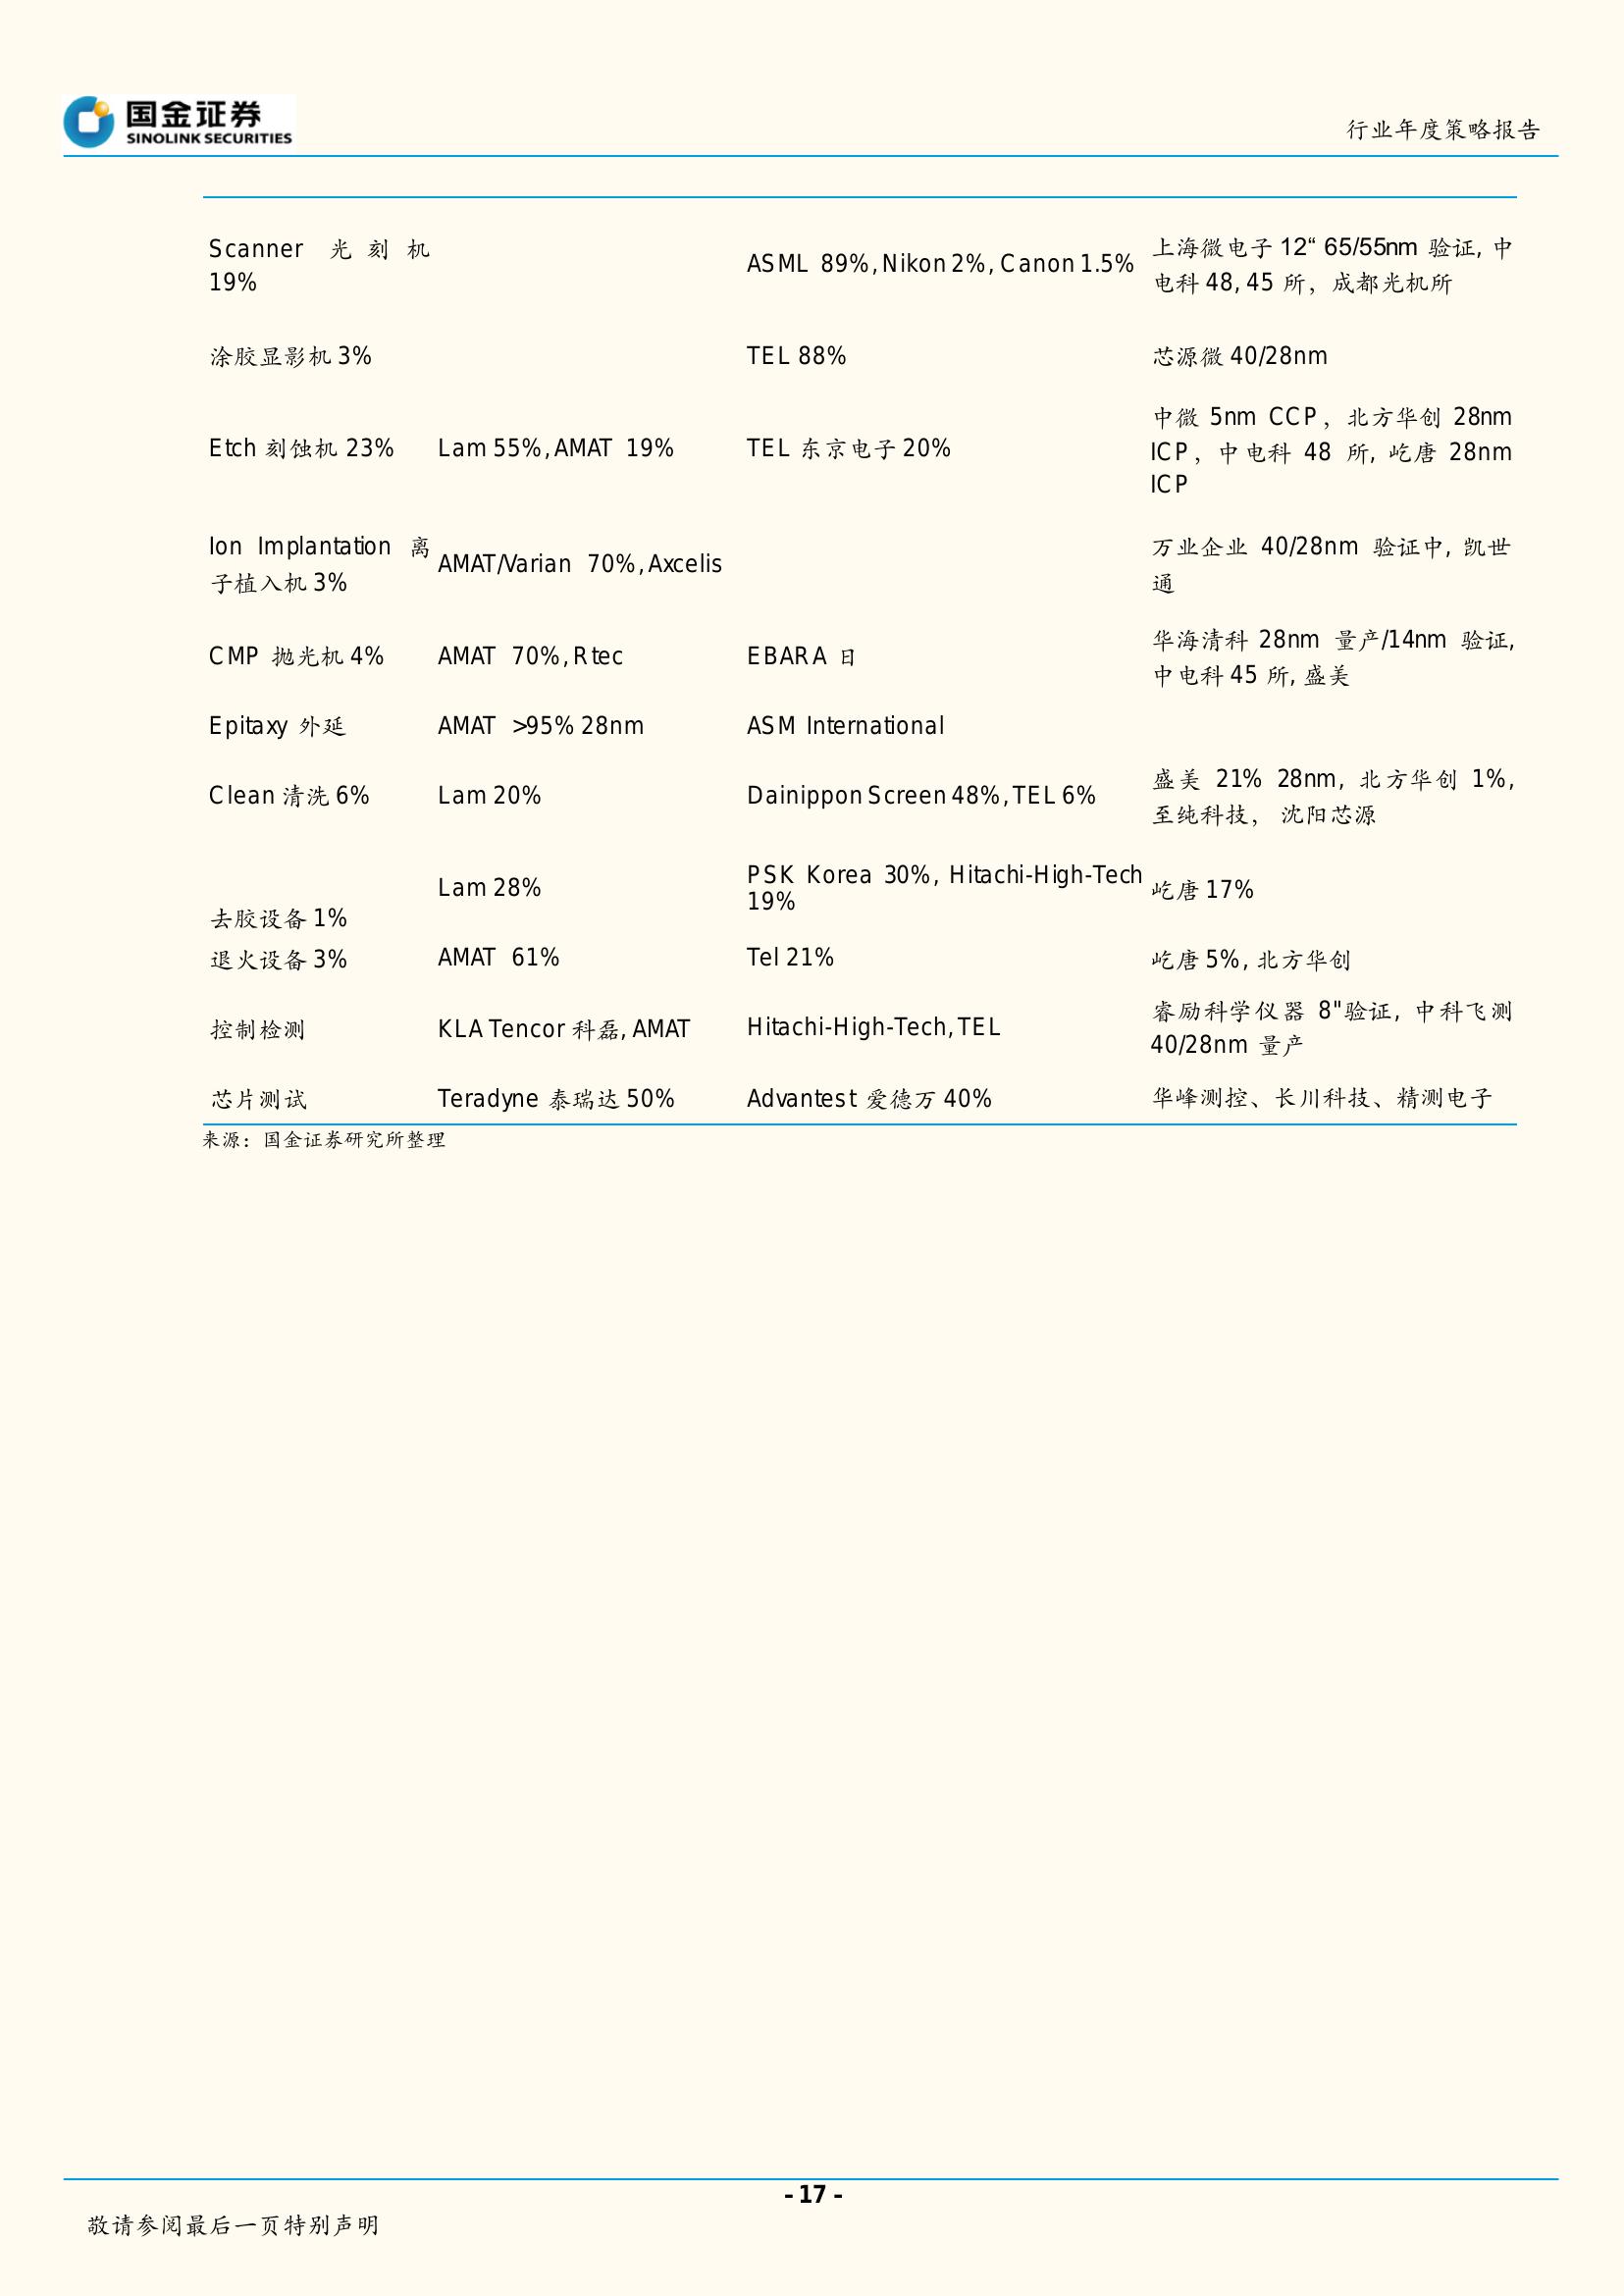 国金证券
SINOLINK SECURITIES
行业年度策略报告
Scanner 光 刻 机
19%
ASML 89%, Nikon 2%, Canon 1.5%
上海微电子 12“ 65/55nm 验证, 中
电科 48, 45 所，成都光机所
涂胶显影机 3%
TEL 88%
芯源微 40/28nm
Etch 刻蚀机 23%
Lam 55%, AMAT 19%
TEL 东京电子 20%
中微 5nm CCP，北方华创 28nm
ICP，中电科 48 所, 屹唐 28nm
ICP
Ion Implantation 离
子植入机 3%
AMAT/Varian 70%, Axcelis
万业企业 40/28nm 验证中, 凯世
通
CMP 抛光机 4%
AMAT 70%, Rtec
EBARA 日
华海清科 28nm 量产/14nm 验证,
中电科 45 所, 盛美
Epitaxy 外延
AMAT >95% 28nm
ASM International
Clean 清洗 6%
Lam 20%
Dainippon Screen 48%, TEL 6%
盛美 21% 28nm, 北方华创 1%,
至纯科技， 沈阳芯源
去胶设备 1%
Lam 28%
PSK Korea 30%, Hitachi-High-Tech
19%
屹唐 17%
退火设备 3%
AMAT 61%
Tel 21%
屹唐 5%, 北方华创
控制检测
KLA Tencor 科磊, AMAT
Hitachi-High-Tech, TEL
睿励科学仪器 8"验证, 中科飞测
40/28nm 量产
芯片测试
Teradyne 泰瑞达 50%
Advantest 爱德万 40%
华峰测控、长川科技、精测电子
来源：国金证券研究所整理
- 17 -
敬请参阅最后一页特别声明